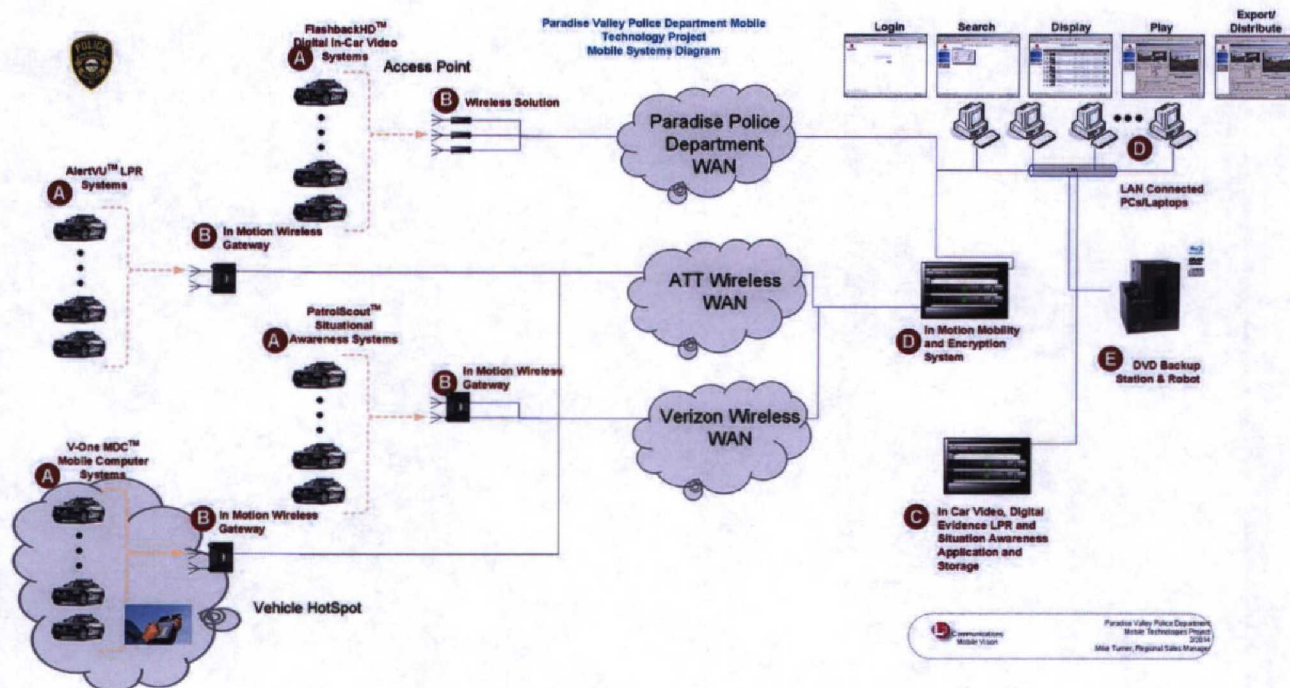 Paradise Valley Police Department Mobile
Technology Project
Mobile Systems Diagram
POLICE
FlashbackHD™
Digital In-Car Video
Systems
A
Access Point
B
Wireless Solution
Paradise Police
Department
WAN
Login
Search
Display
Play
Export/
Distribute
D
LAN Connected
PCs/Laptops
AlertVU™ LPR
Systems
A
B
In Motion Wireless
Gateway
ATT Wireless
WAN
D
In Motion Mobility
and Encryption
System
E
DVD Backup
Station & Robot
PatrolScout™
Situational
Awareness Systems
A
B
In Motion Wireless
Gateway
Verizon Wireless
WAN
V-One MDC™
Mobile Computer
Systems
A
B
In Motion Wireless
Gateway
Vehicle HotSpot
C
In Car Video, Digital
Evidence LPR and
Situation Awareness
Application and
Storage
Communications
Mobile Vision
Paradise Valley Police Department
Mobile Technologies Project
2/2014
Mike Turner, Regional Sales Manager